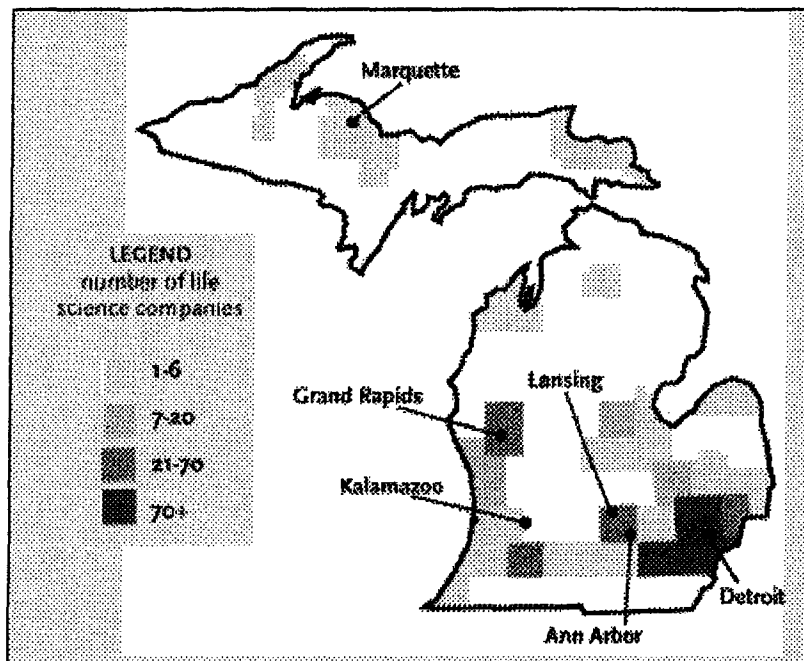 Marquette
LEGEND
number of life
science companies
1-6
7-20
21-70
70+
Grand Rapids
Lansing
Kalamazoo
Detroit
Ann Arbor